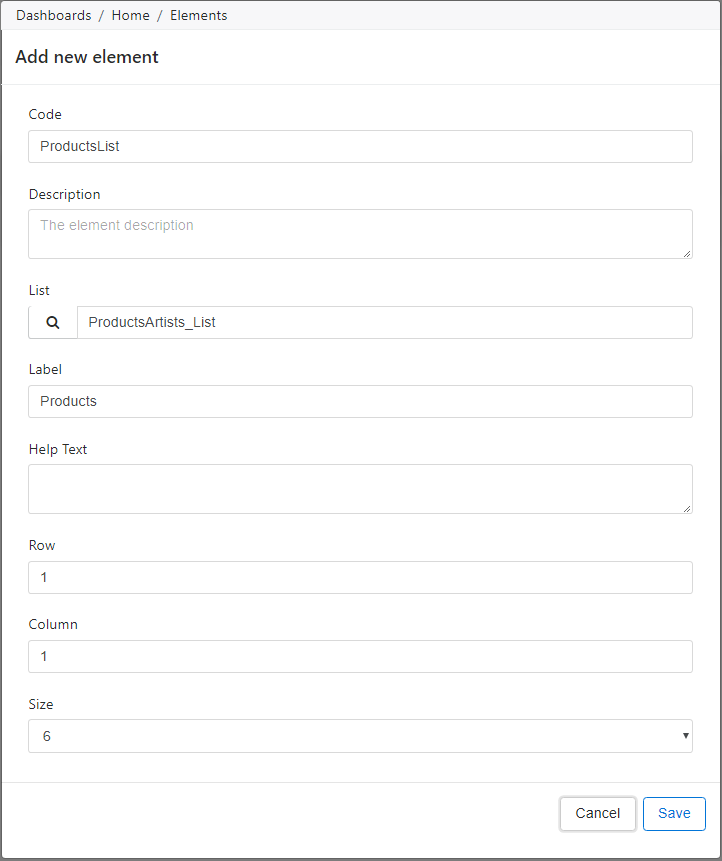 Dashboards / Home / Elements
Add new element
Code
ProductsList
Description
The element description
List
ProductsArtists_List
Label
Products
Help Text
Row
1
Column
1
Size
6
Cancel Save